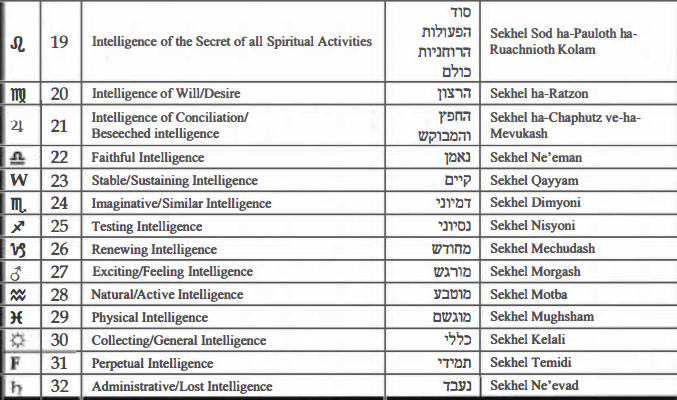 ♌ 19 Intelligence of the Secret of all Spiritual Activities סוד הפעולות הרוחניות כולם Sekhel Sod ha-Pauloth ha-Ruachnioth Kolam
♍ 20 Intelligence of Will/Desire הרצון Sekhel ha-Ratzon
♃ 21 Intelligence of Conciliation/ Beseeched intelligence החפץ והמבוקש Sekhel ha-Chaphutz ve-ha-Mevukash
♎ 22 Faithful Intelligence נאמן Sekhel Ne'eman
W 23 Stable/Sustaining Intelligence קיים Sekhel Qayyam
♏ 24 Imaginative/Similar Intelligence דמיוני Sekhel Dimyoni
♐ 25 Testing Intelligence נסיוני Sekhel Nisyoni
♑ 26 Renewing Intelligence מחודש Sekhel Mechudash
♂ 27 Exciting/Feeling Intelligence מורגש Sekhel Morgash
♒ 28 Natural/Active Intelligence מוטבע Sekhel Motba
♓ 29 Physical Intelligence מוגשם Sekhel Mughsham
☼ 30 Collecting/General Intelligence כללי Sekhel Kelali
F 31 Perpetual Intelligence תמידי Sekhel Temidi
♄ 32 Administrative/Lost Intelligence נעבד Sekhel Ne'evad